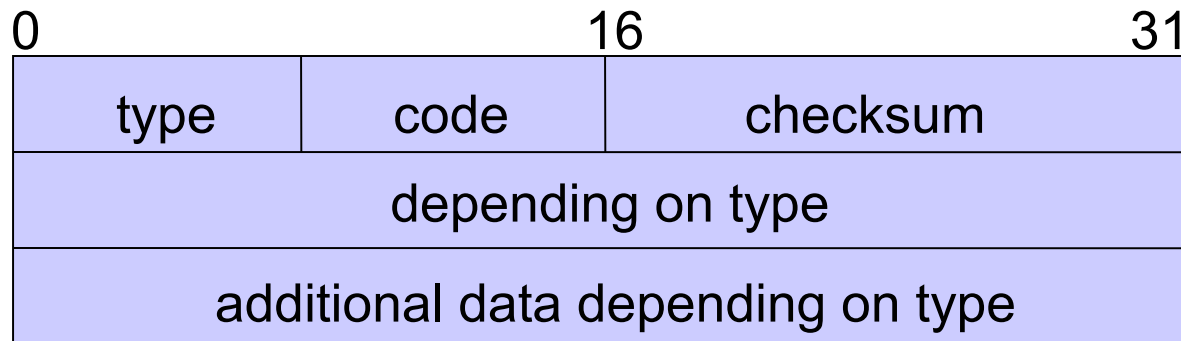 0 16 31
type code checksum
depending on type
additional data depending on type